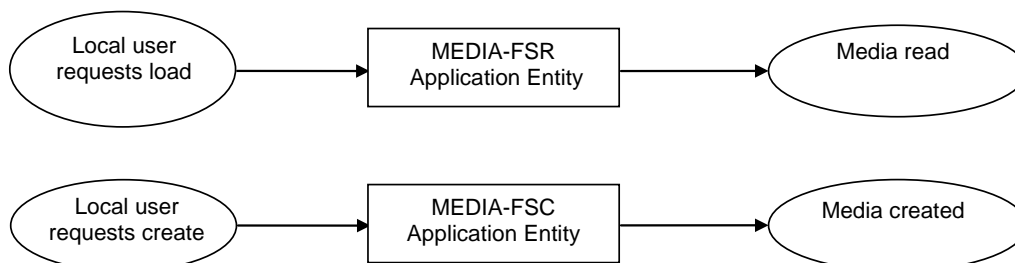 Local user
requests load
MEDIA-FSR
Application Entity
Media read
Local user
requests create
MEDIA-FSC
Application Entity
Media created